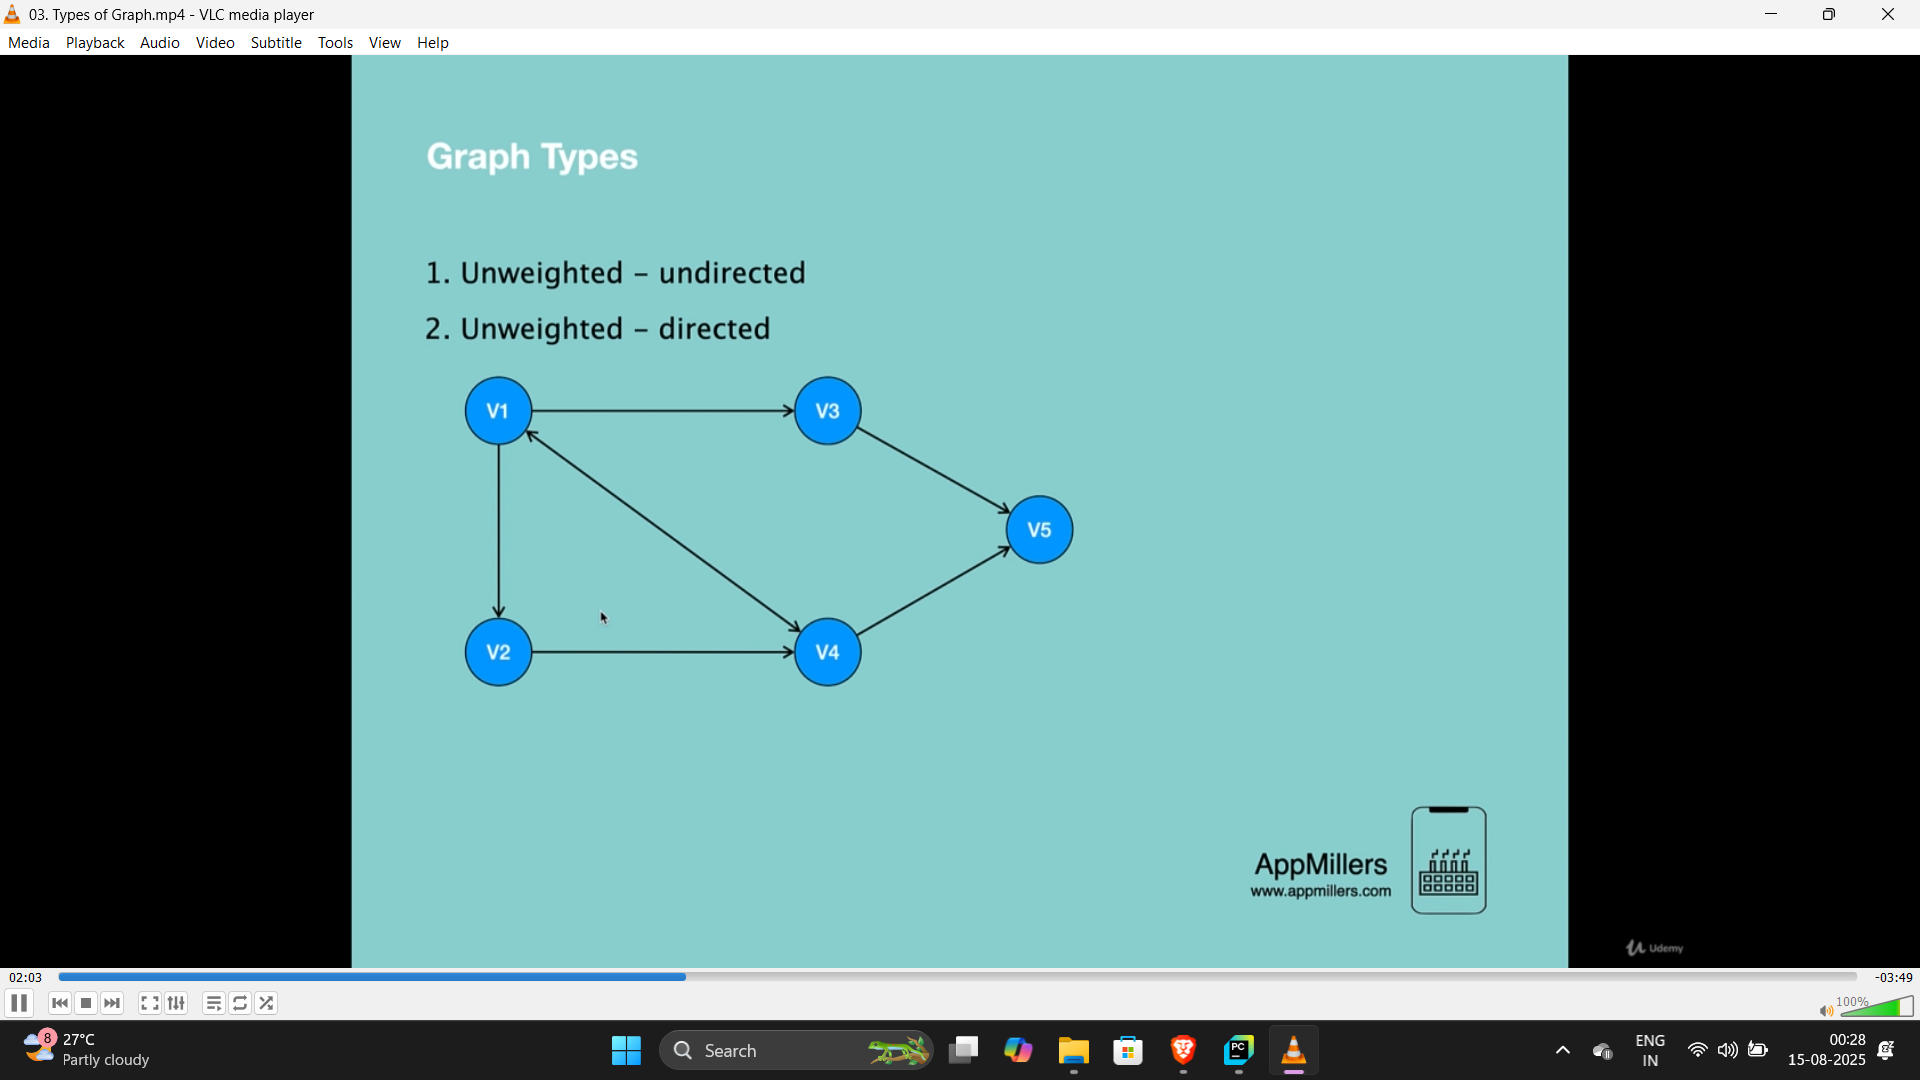 03. Types of Graph.mp4 - VLC media player
Media Playback Audio Video Subtitle Tools View Help
Graph Types
1. Unweighted – undirected
2. Unweighted – directed
V1
V3
V5
V2
V4
AppMillers
www.appmillers.com
Udemy
02:03
-03:49
100%
8
27°C
Partly cloudy
Search
PC
ENG
IN
00:28
15-08-2025